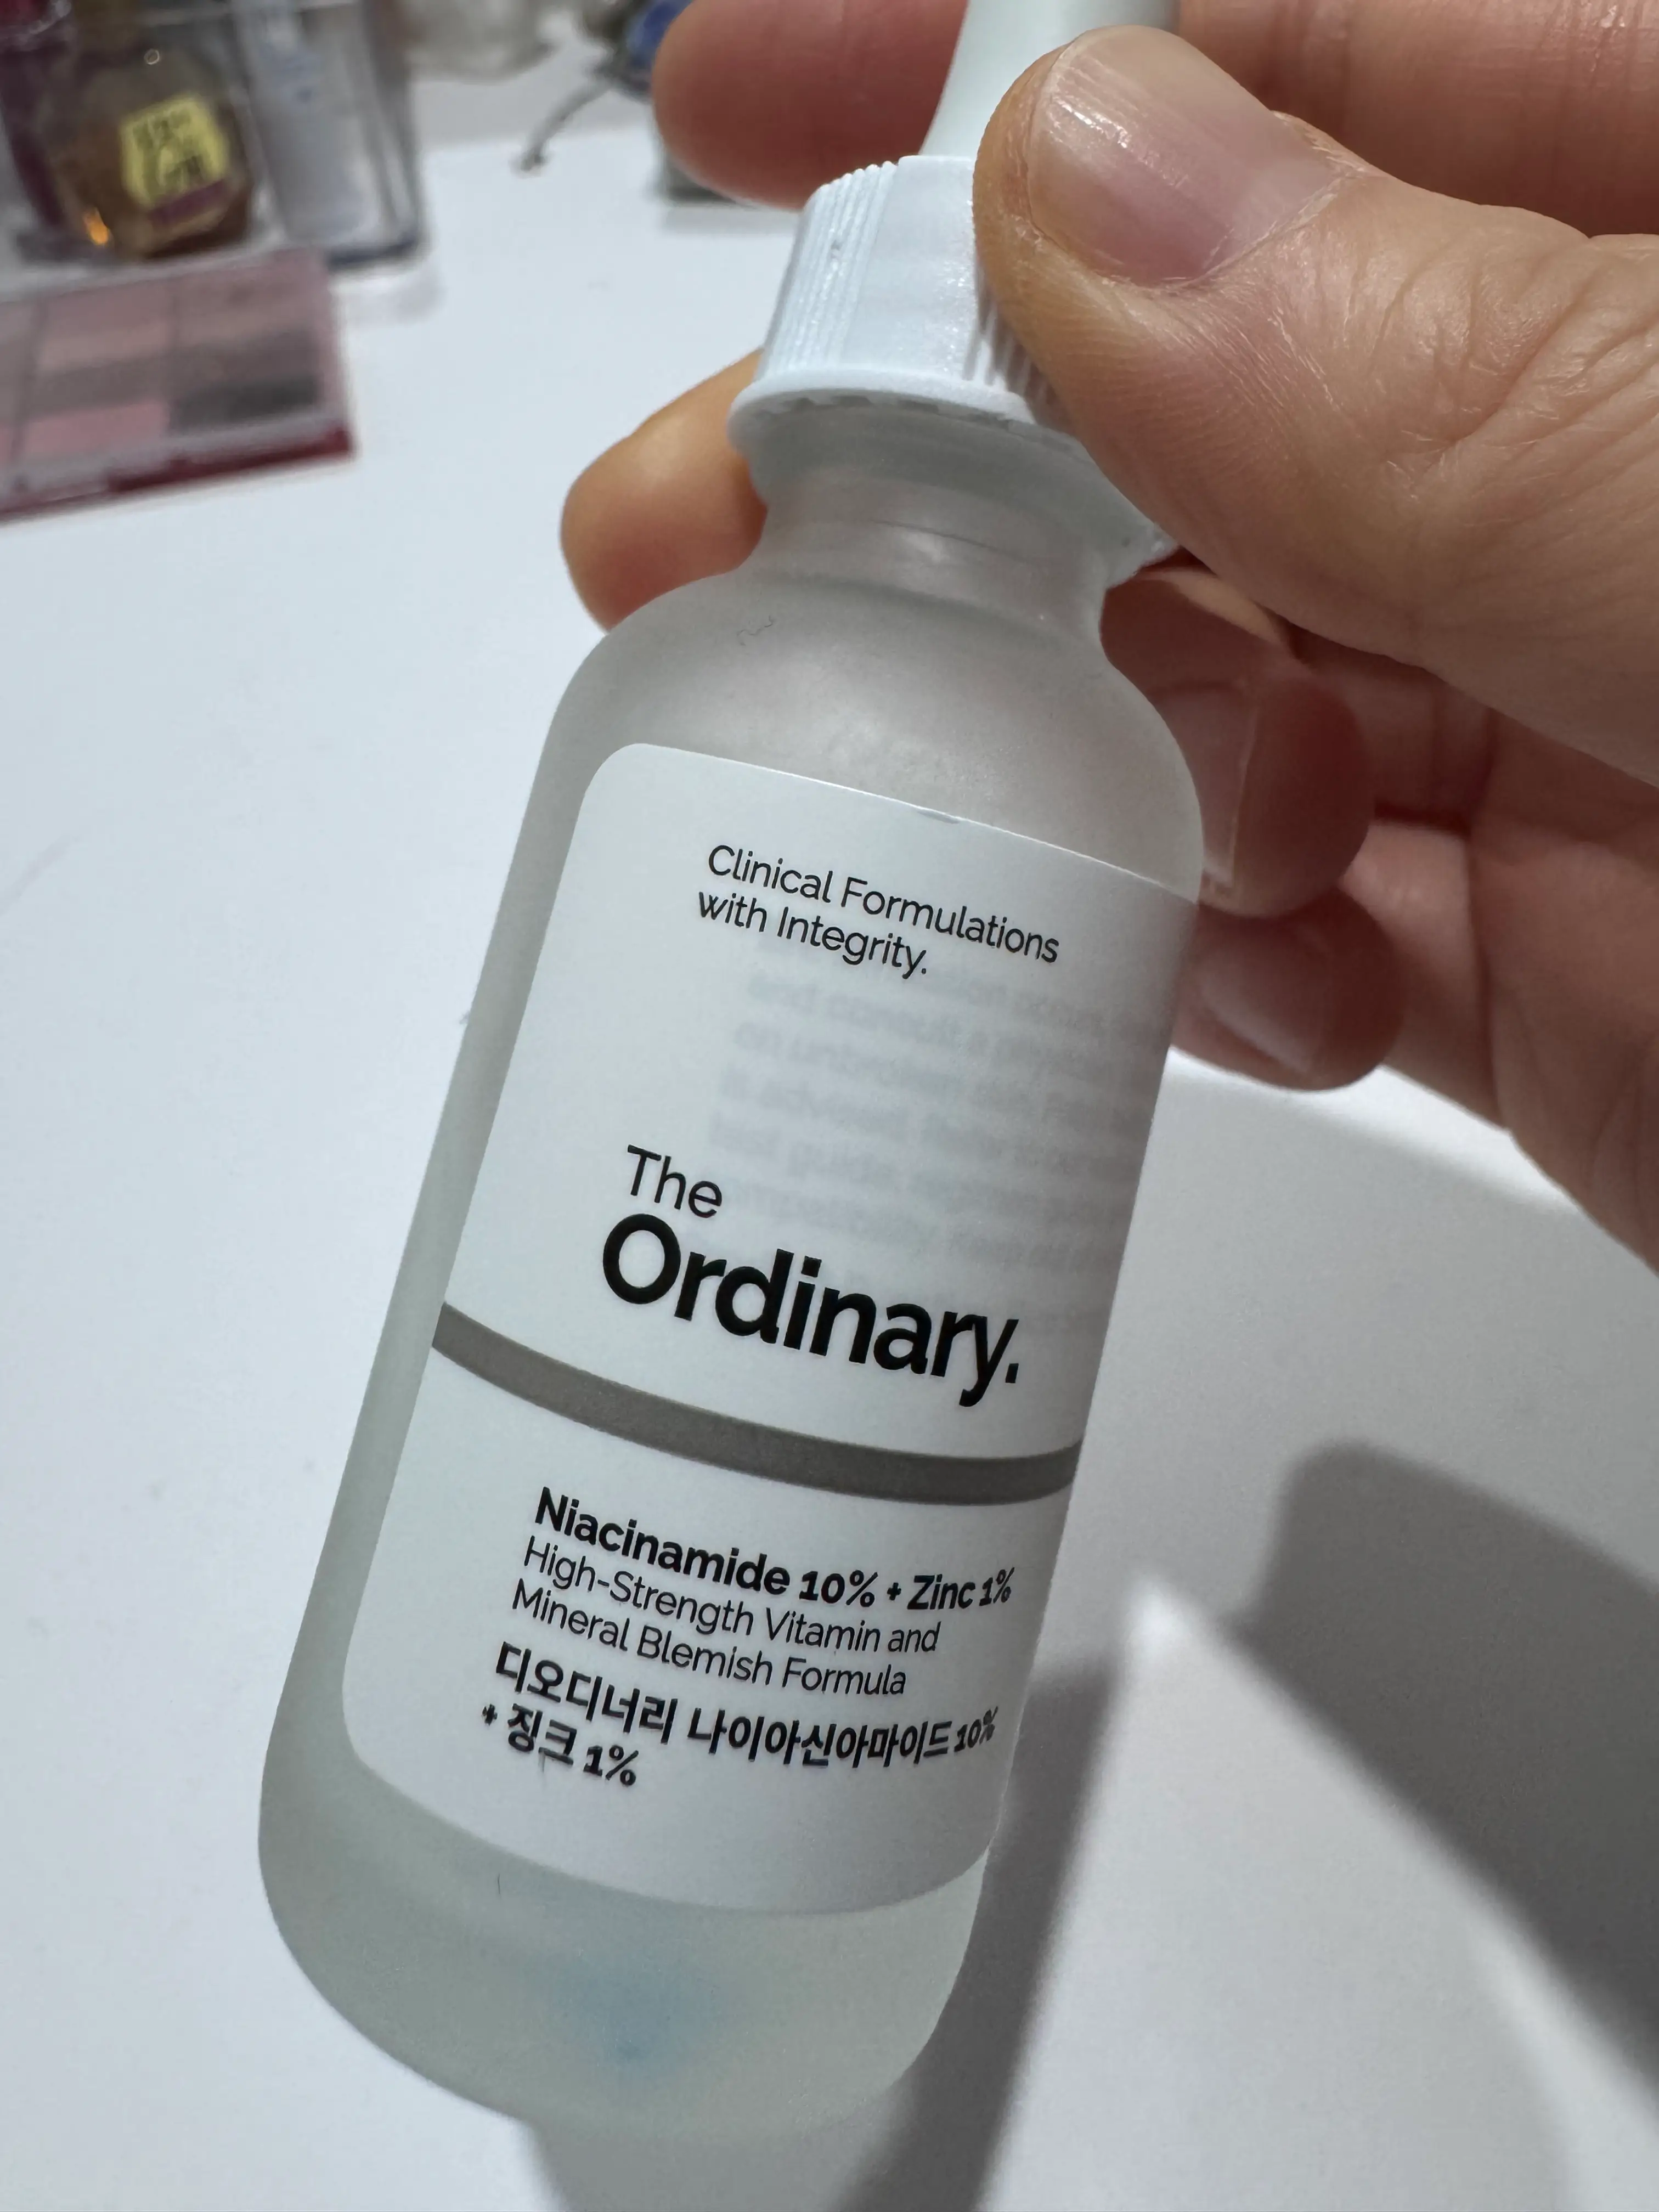 Clinical Formulations
with Integrity.
The
Ordinary.
Niacinamide 10% + Zinc 1%
High-Strength Vitamin and
Mineral Blemish Formula
디오디너리 나이아신아마이드 10%
+ 징크 1%